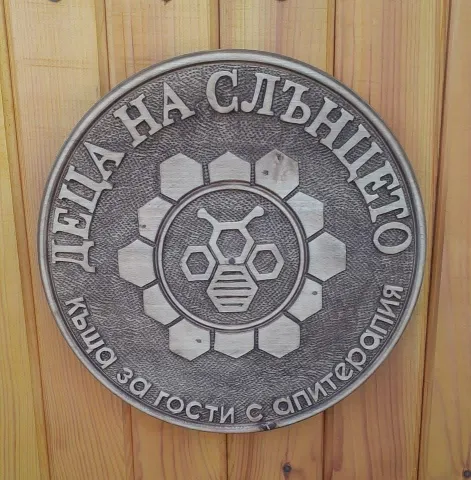 ДЕЦА НА СЛЪНЦЕТО
къща за гости с апитерапия